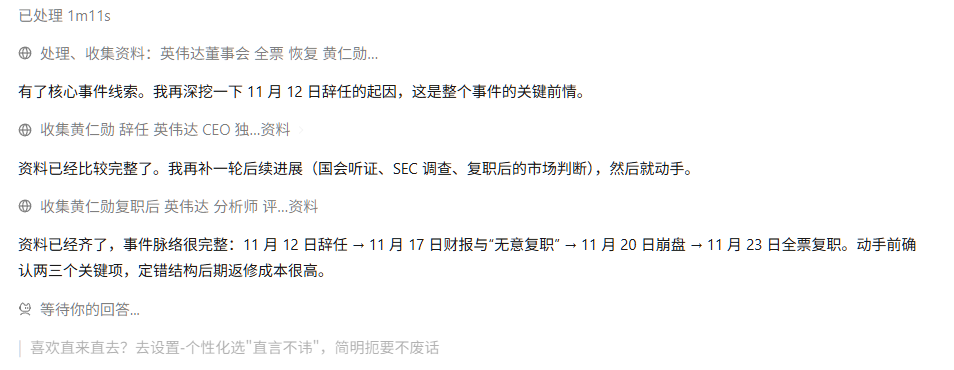 已处理 1m11s
处理、收集资料：英伟达董事会 全票 恢复 黄仁勋...
有了核心事件线索。我再深挖一下 11 月 12 日辞任的起因，这是整个事件的关键前情。
收集黄仁勋 辞任 英伟达 CEO 独...资料
资料已经比较完整了。我再补一轮后续进展（国会听证、SEC 调查、复职后的市场判断），然后就动手。
收集黄仁勋复职后 英伟达 分析师 评...资料
资料已经齐了，事件脉络很完整：11 月 12 日辞任 → 11 月 17 日财报与“无意复职” → 11 月 20 日崩盘 → 11 月 23 日全票复职。动手前确
认两三个关键项，定错结构后期返修成本很高。
等待你的回答...
喜欢直来直去？去设置-个性化选"直言不讳"，简明扼要不废话